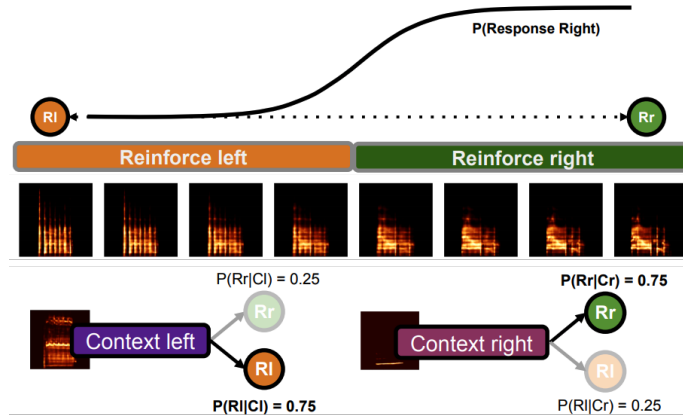 P(Response Right)
Rl
Rr
Reinforce left
Reinforce right
P(Rr|Cl) = 0.25
Rr
Context left
Rl
P(Rl|Cl) = 0.75
P(Rr|Cr) = 0.75
Rr
Context right
Rl
P(Rl|Cr) = 0.25